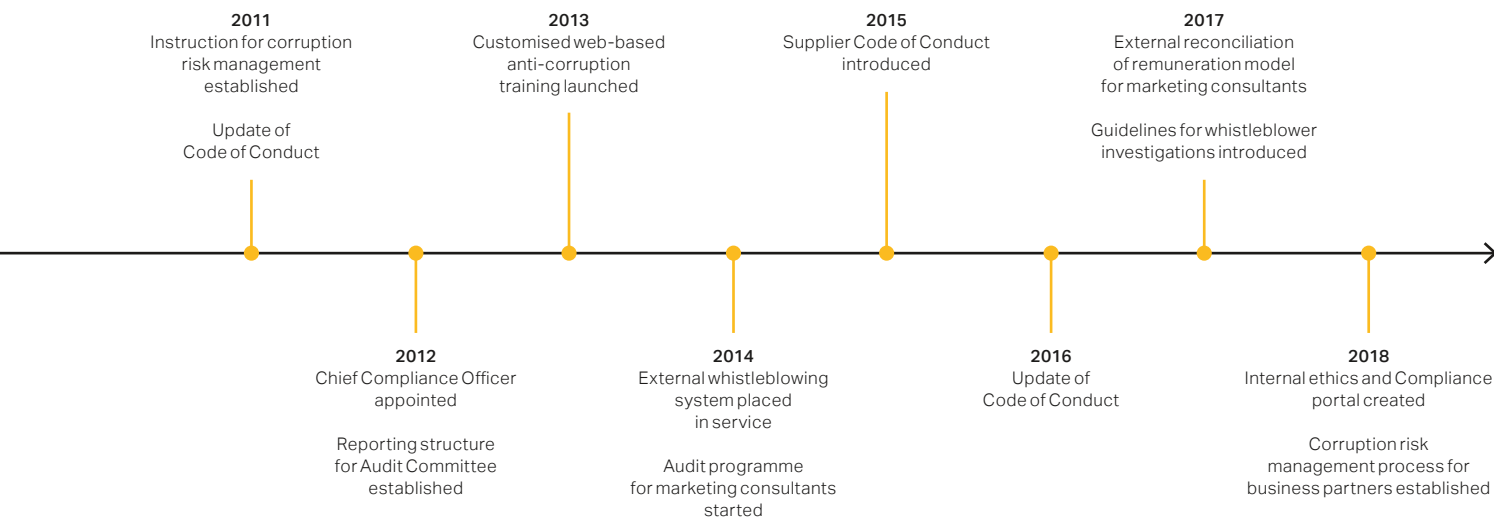 2011
Instruction for corruption
risk management
established
Update of
Code of Conduct
2013
Customised web-based
anti-corruption
training launched
2015
Supplier Code of Conduct
introduced
2017
External reconciliation
of remuneration model
for marketing consultants
Guidelines for whistleblower
investigations introduced
2012
Chief Compliance Officer
appointed
Reporting structure
for Audit Committee
established
2014
External whistleblowing
system placed
in service
Audit programme
for marketing consultants
started
2016
Update of
Code of Conduct
2018
Internal ethics and Compliance
portal created
Corruption risk
management process for
business partners established